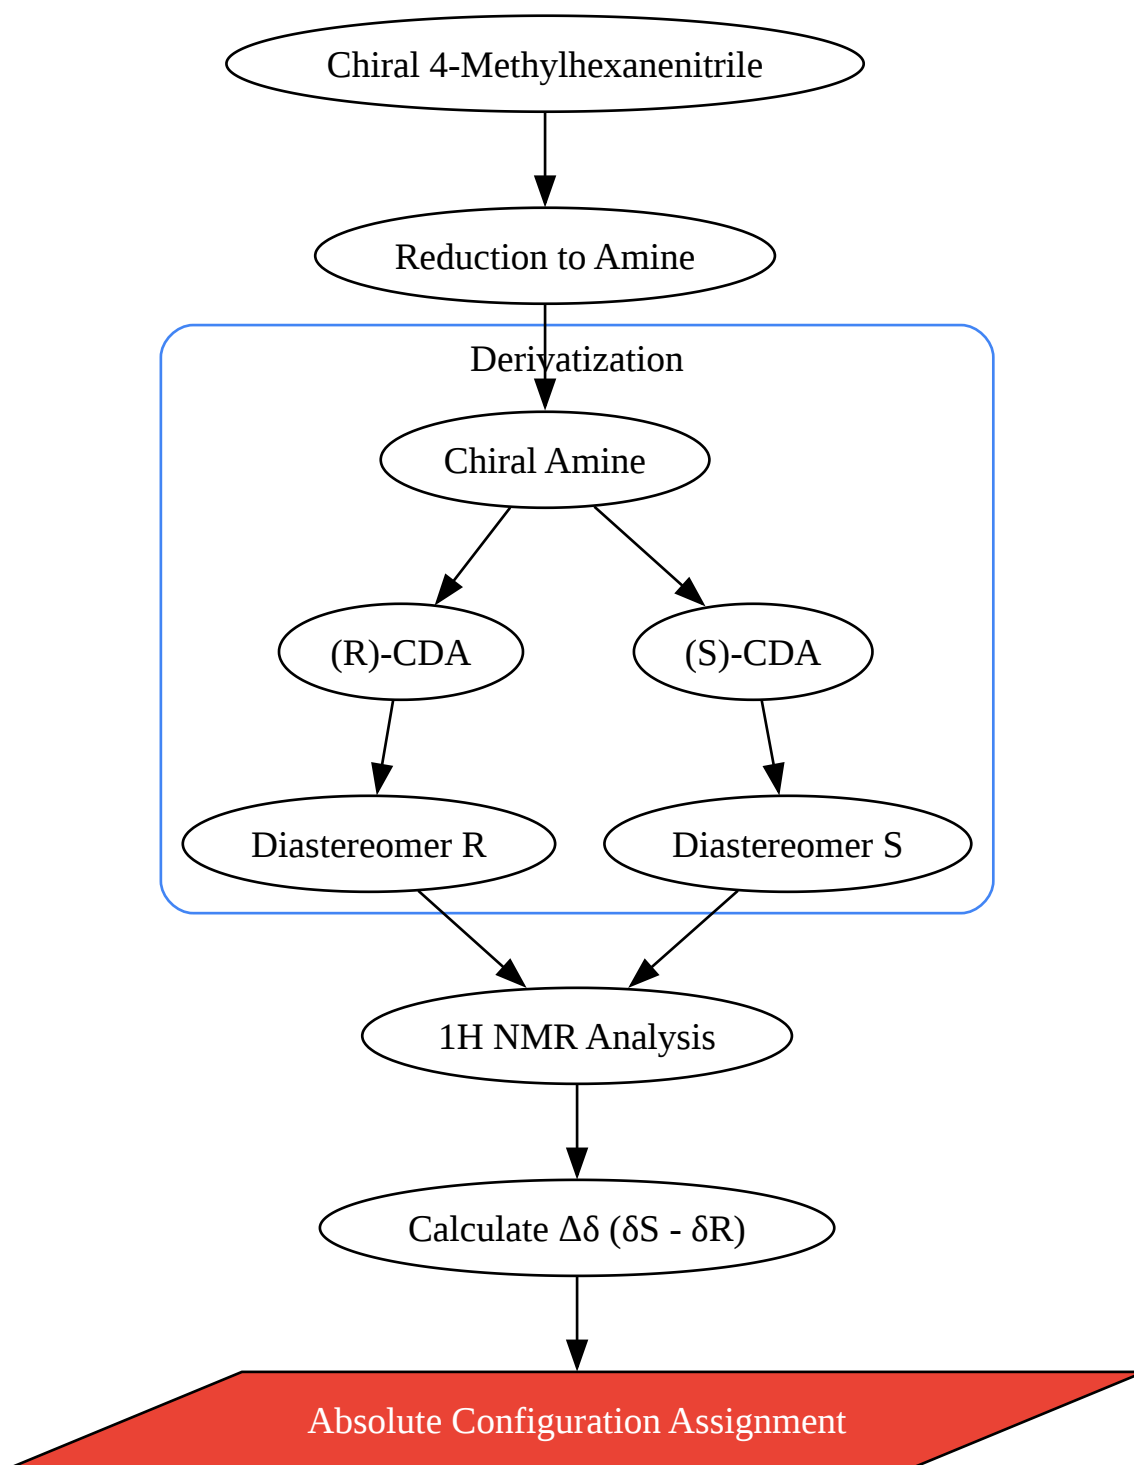 Chiral 4-Methylhexanenitrile
Reduction to Amine
Derivatization
Chiral Amine
(R)-CDA
(S)-CDA
Diastereomer R
Diastereomer S
1H NMR Analysis
Calculate Δδ (δS - δR)
Absolute Configuration Assignment